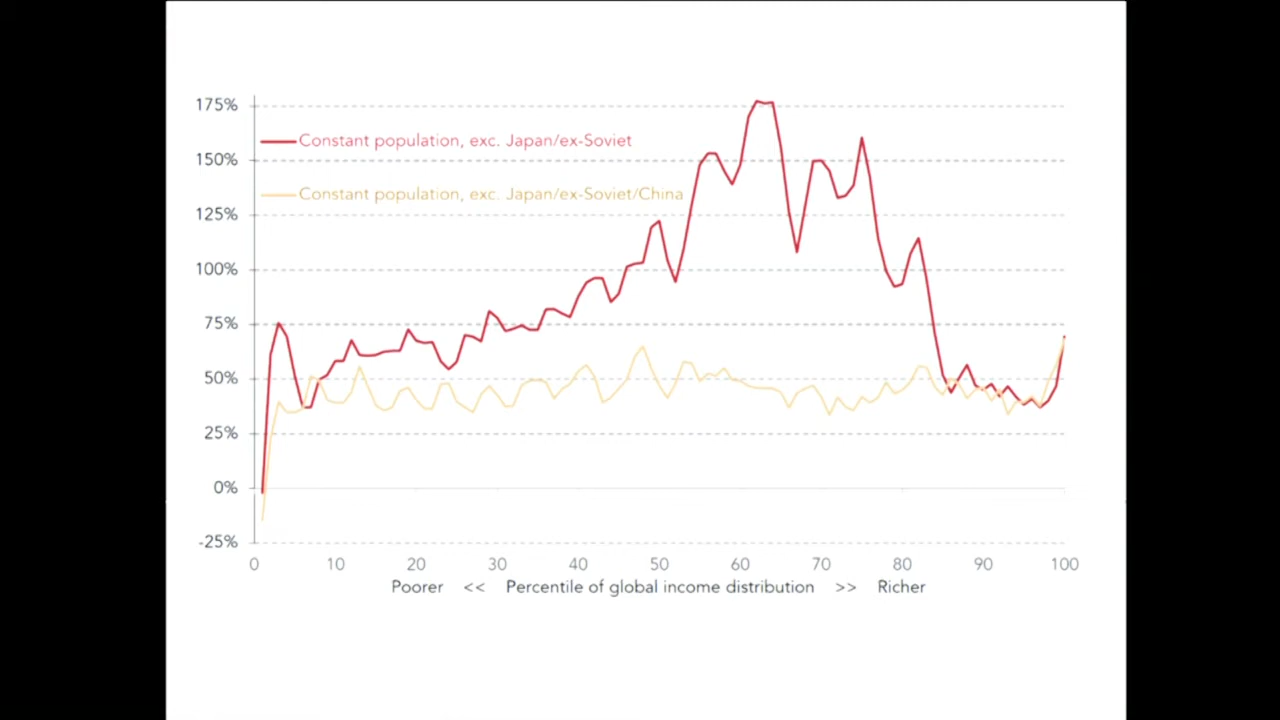 175%
Constant population, exc. Japan/ex-Soviet
150%
Constant population, exc. Japan/ex-Soviet/China
125%
100%
75%
50%
25%
0%
-25%
0 10 20 30 40 50 60 70 80 90 100
Poorer << Percentile of global income distribution >> Richer